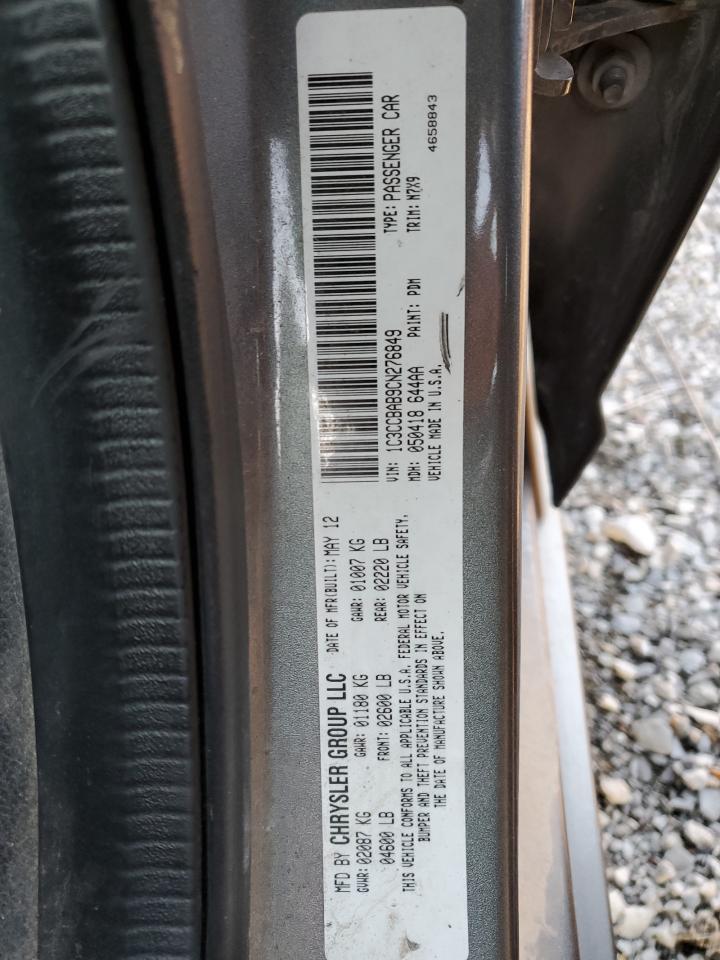 MFD BY CHRYSLER GROUP LLC DATE OF MFR(BUILT): MAY 12
GVWR: 02087 KG GAWR: 01180 KG GAWR: 01007 KG
04600 LB FRONT: 02600 LB REAR: 02220 LB
THIS VEHICLE CONFORMS TO ALL APPLICABLE U.S.A. FEDERAL MOTOR VEHICLE SAFETY,
BUMPER AND THEFT PREVENTION STANDARDS IN EFFECT ON
THE DATE OF MANUFACTURE SHOWN ABOVE.
VIN: 1C3CCBAB9CN276849 TYPE: PASSENGER CAR
MDH: 050418 644AA PAINT: PDM TRIM: N7X9
VEHICLE MADE IN U.S.A. 4658843